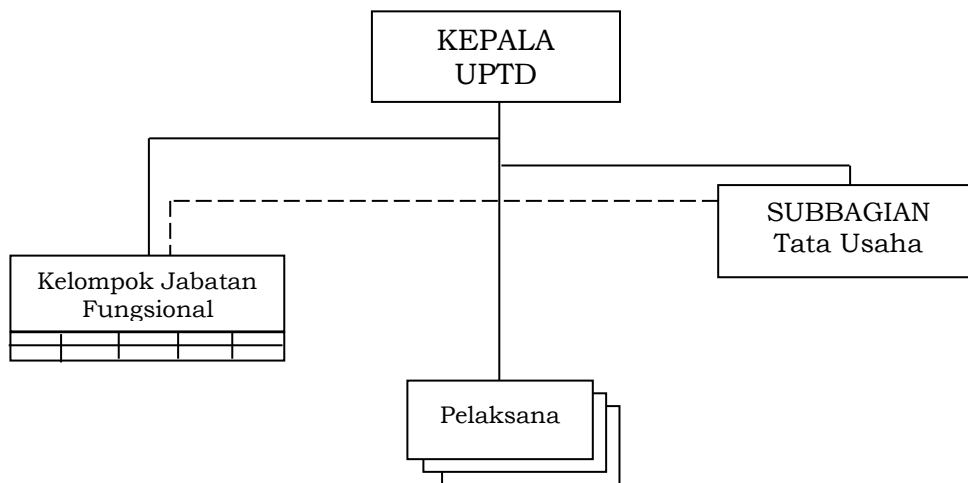 KEPALA
UPTD
SUBBAGIAN
Tata Usaha
Kelompok Jabatan
Fungsional
Pelaksana